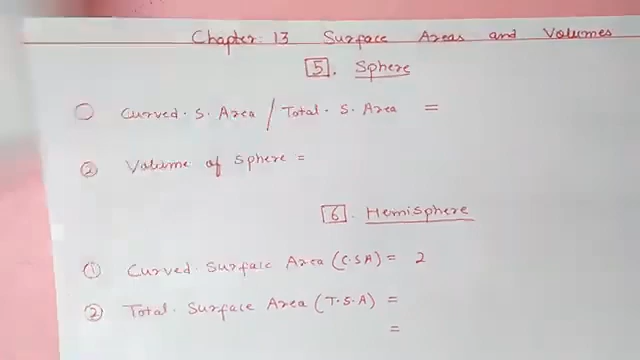 Chapter: 13 Surface Areas and Volumes
5. Sphere
Curved. S. Area / Total. S. Area =
② Volume of sphere =
6. Hemisphere
① Curved. Surface Area (C.S.A) = 2
② Total. Surface Area (T.S.A) =
=